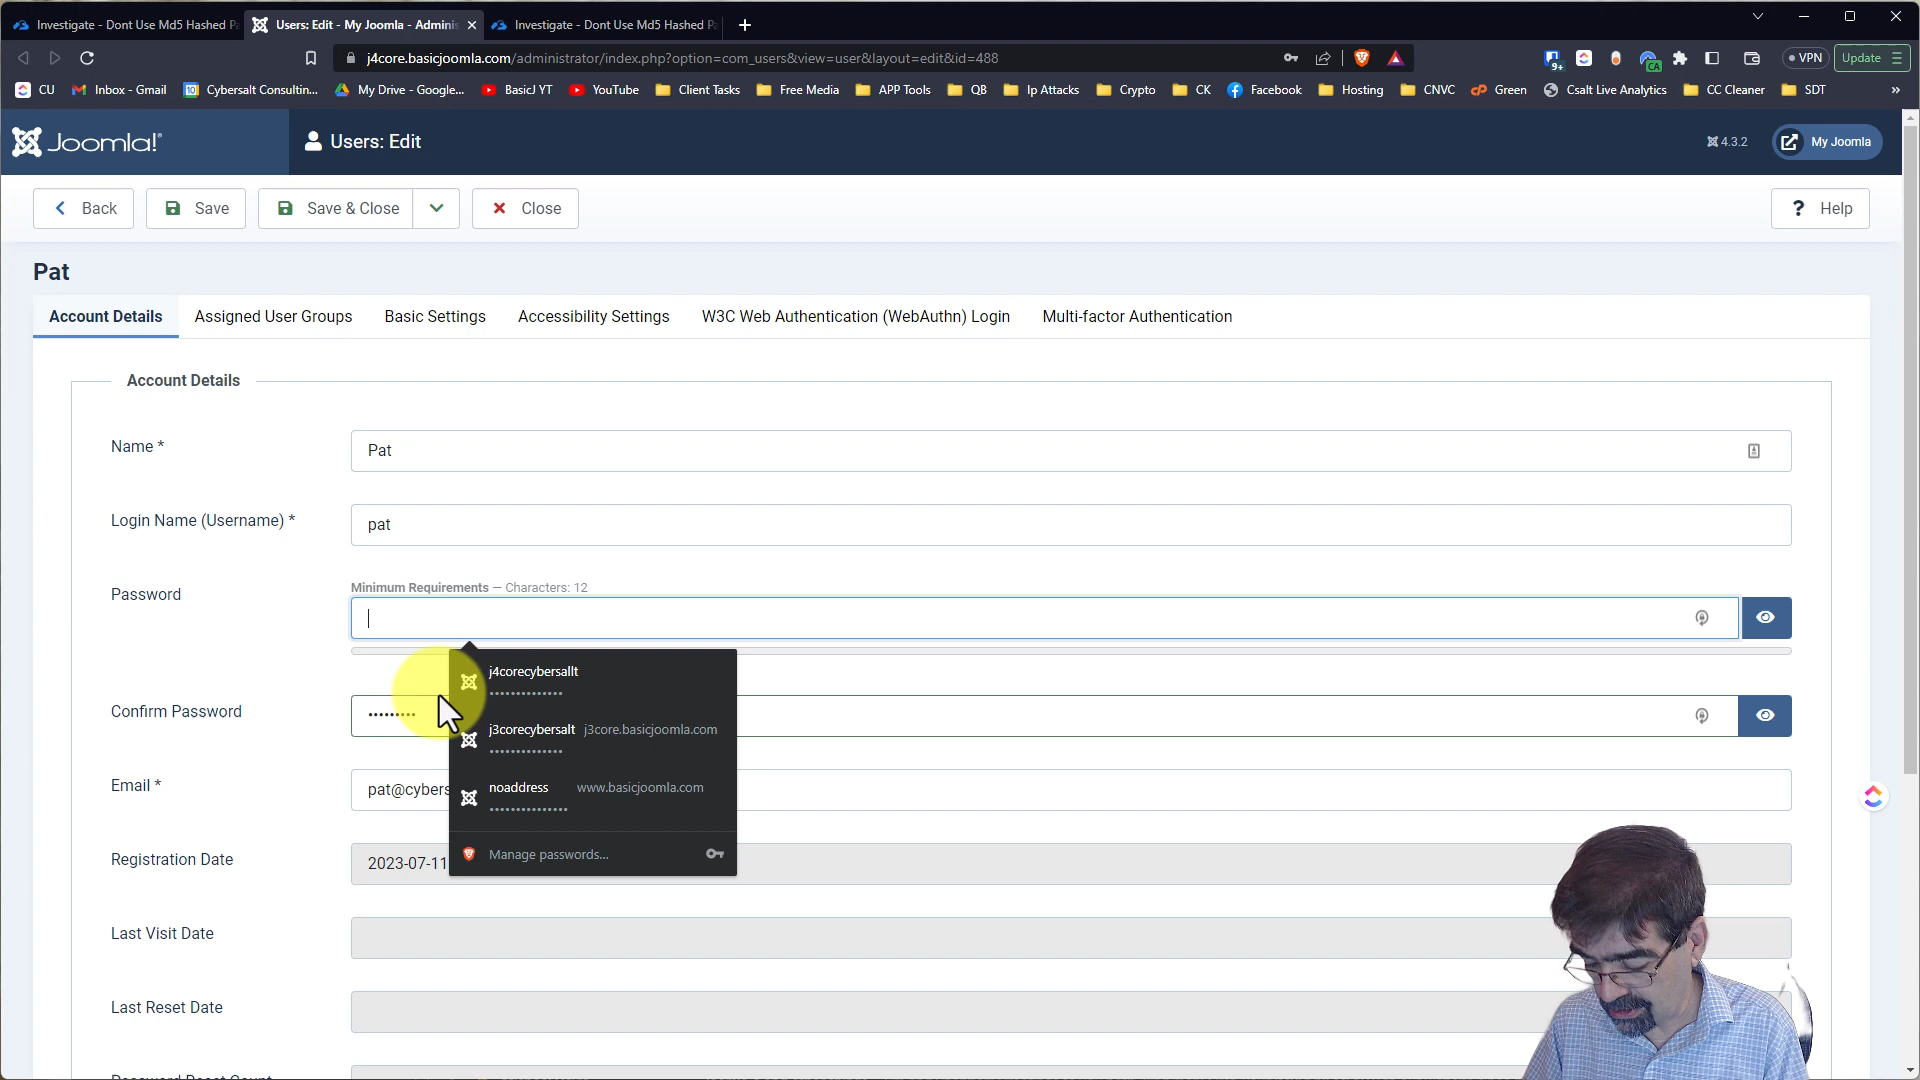 Investigate - Dont Use Md5 Hashed P
Users: Edit - My Joomla - Adminis
Investigate - Dont Use Md5 Hashed P
j4core.basicjoomla.com/administrator/index.php?option=com_users&view=user&layout=edit&id=488
9+
CA
VPN
Update
CU
Inbox - Gmail
10
Cybersalt Consultin...
My Drive - Google...
BasicJ YT
YouTube
Client Tasks
Free Media
APP Tools
QB
Ip Attacks
Crypto
CK
Facebook
Hosting
CNVC
Green
Csalt Live Analytics
CC Cleaner
SDT
»
Joomla!
Users: Edit
4.3.2
My Joomla
Back
Save
Save & Close
Close
? Help
Pat
Account Details
Assigned User Groups
Basic Settings
Accessibility Settings
W3C Web Authentication (WebAuthn) Login
Multi-factor Authentication
Account Details
Name *
Pat
Login Name (Username) *
pat
Minimum Requirements — Characters: 12
Password
j4corecybersallt
••••••••••••••
Confirm Password
•••••••••
j3corecybersalt j3core.basicjoomla.com
••••••••••••••
Email *
pat@cybers
noaddress www.basicjoomla.com
•••••••••••••••
Manage passwords...
Registration Date
2023-07-11
Last Visit Date
Last Reset Date